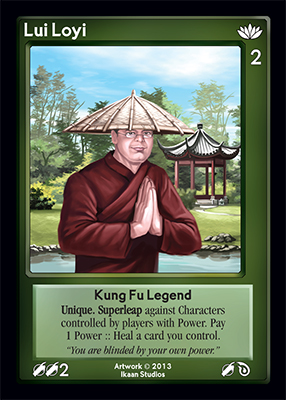 Lui Loyi
2
Kung Fu Legend
Unique. Superleap against Characters
controlled by players with Power. Pay
1 Power :: Heal a card you control.
"You are blinded by your own power."
Artwork © 2013
Ikaan Studios
2